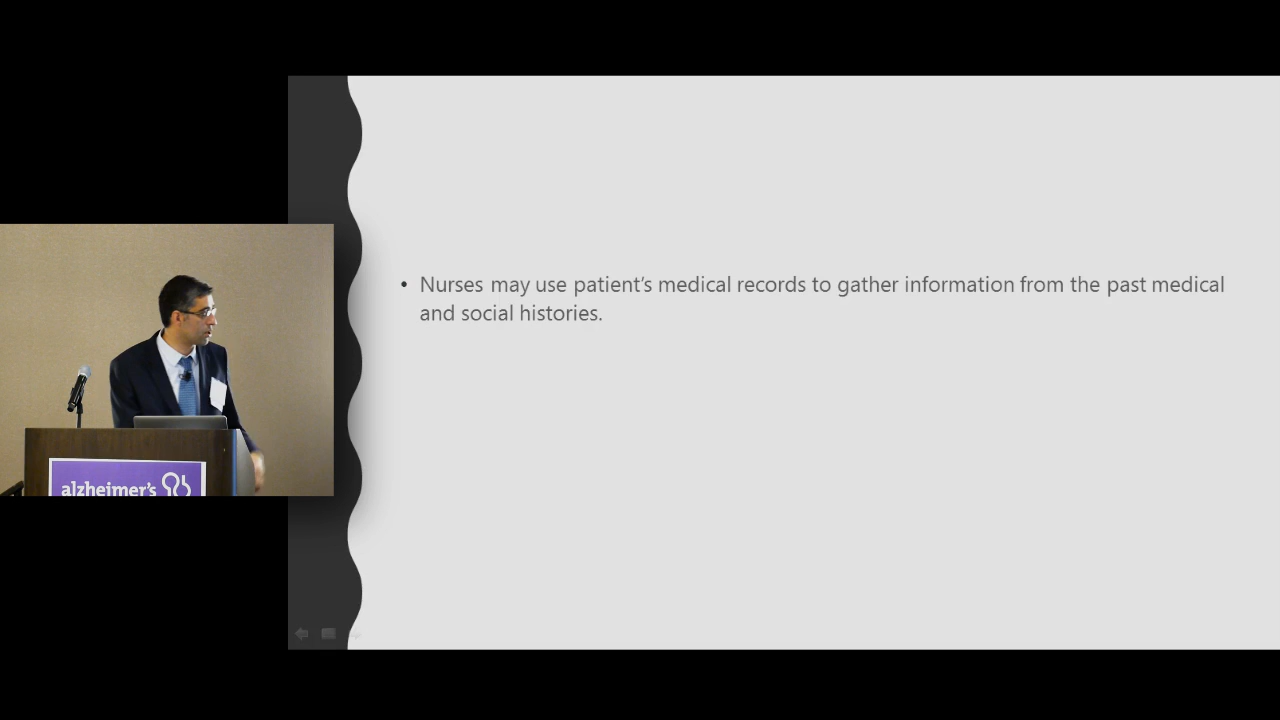 • Nurses may use patient's medical records to gather information from the past medical
and social histories.
alzheimer's